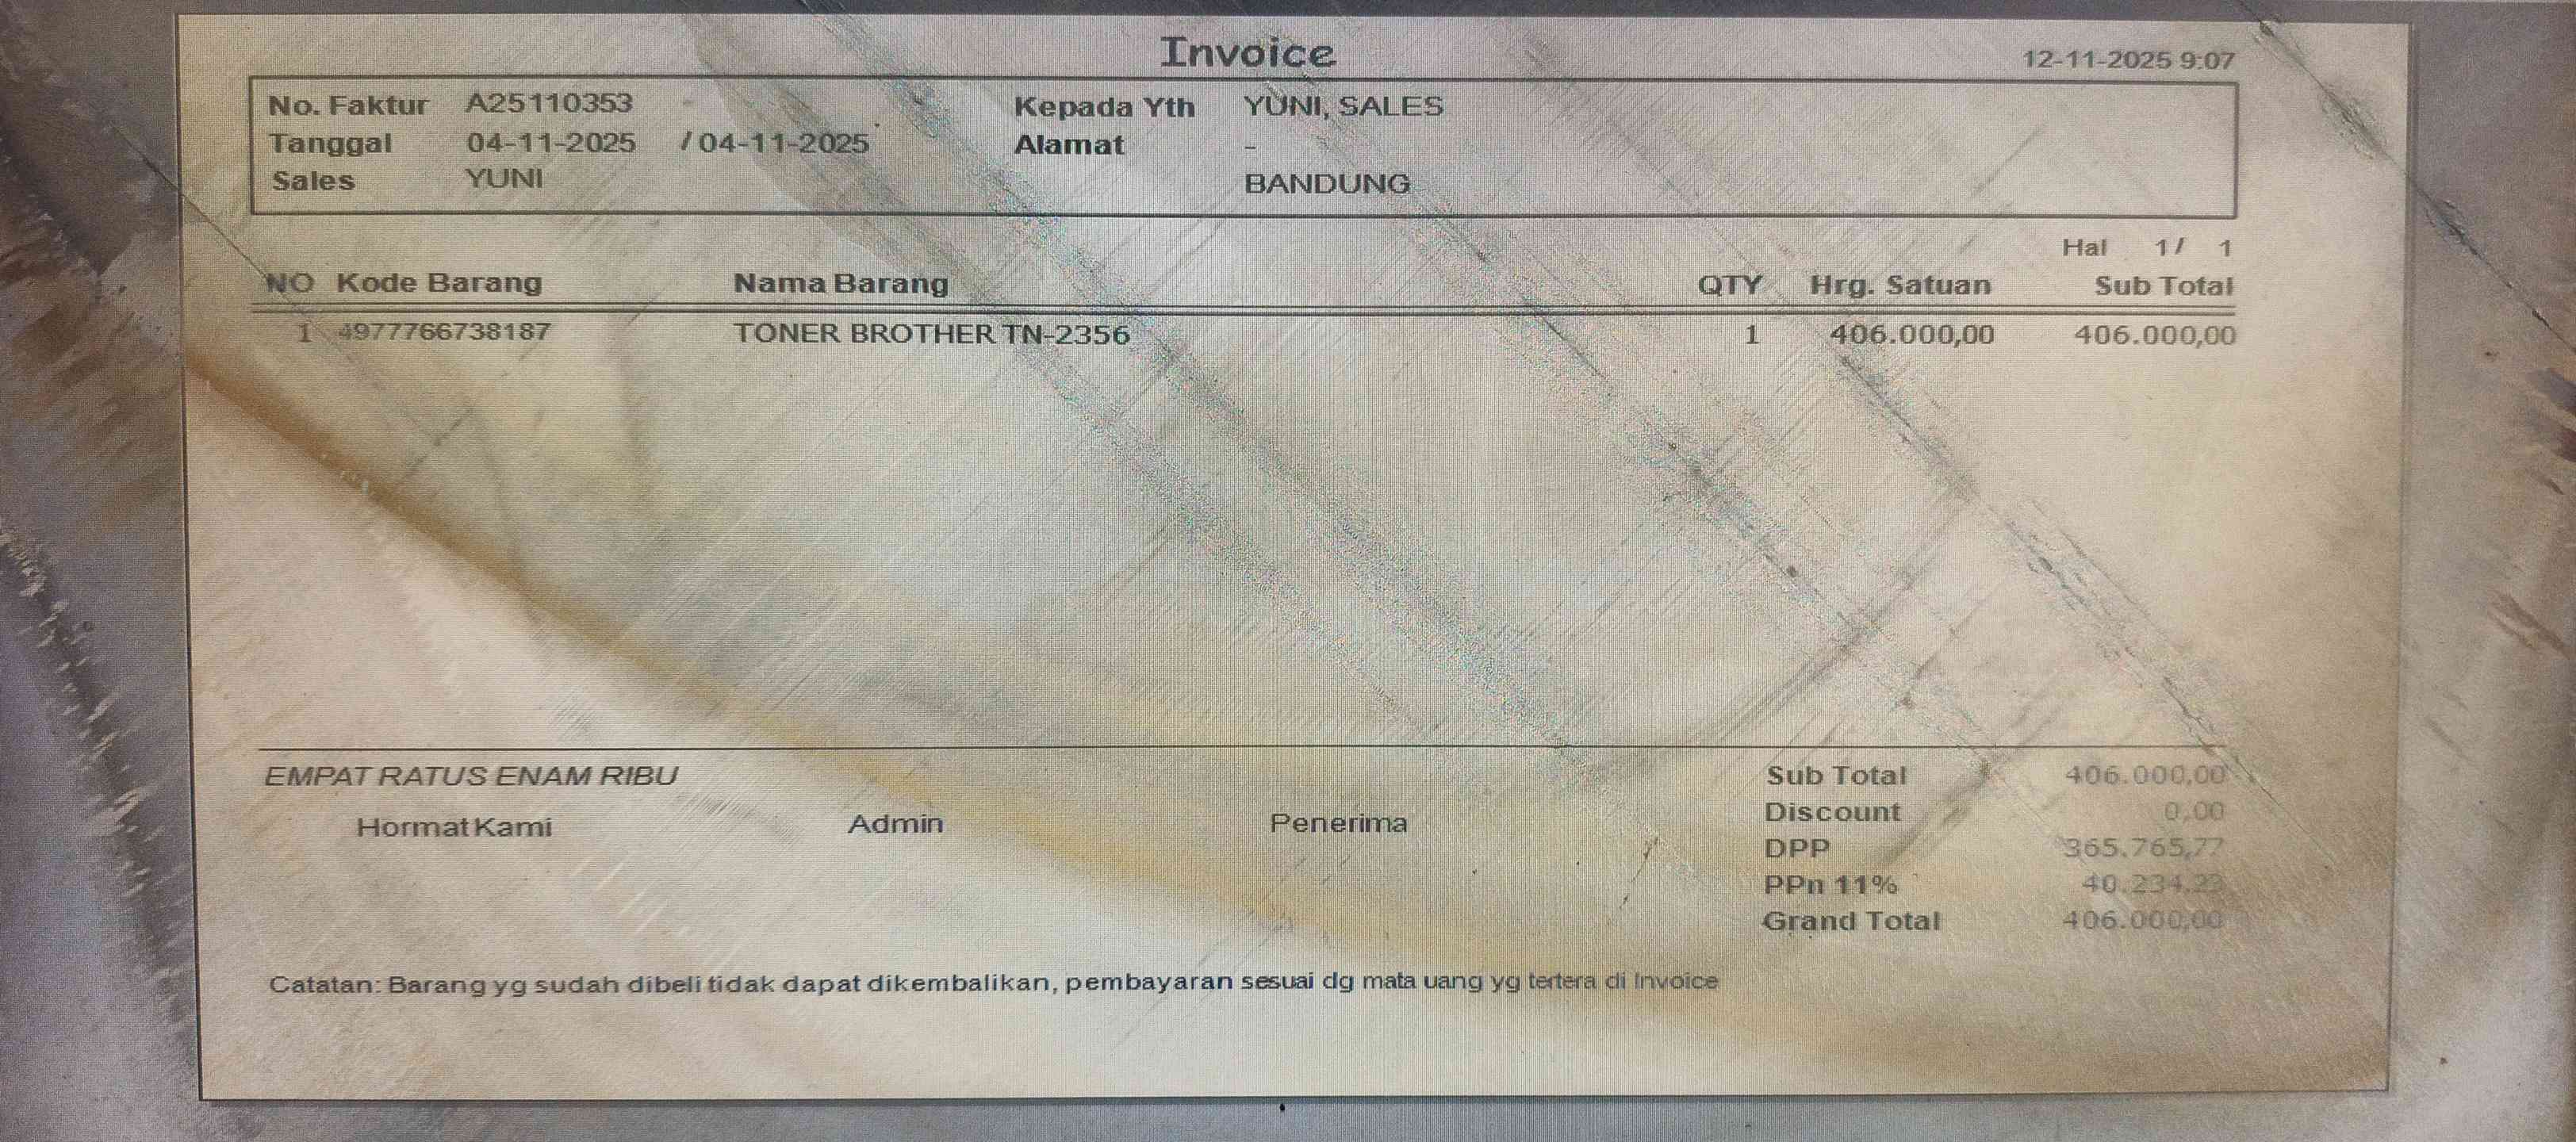 Invoice
12-11-2025 9:07
No. Faktur A25110353 Kepada Yth YUNI, SALES
Tanggal 04-11-2025 / 04-11-2025 Alamat -
Sales YUNI BANDUNG
Hal 1/ 1
NO Kode Barang Nama Barang QTY Hrg. Satuan Sub Total
1 4977766738187 TONER BROTHER TN-2356 1 406.000,00 406.000,00
EMPAT RATUS ENAM RIBU Sub Total 406.000,00
Hormat Kami Admin Penerima Discount 0,00
DPP 365.765,77
PPn 11% 40.234,23
Grand Total 406.000,00
Catatan: Barang yg sudah dibeli tidak dapat dikembalikan, pembayaran sesuai dg mata uang yg tertera di Invoice